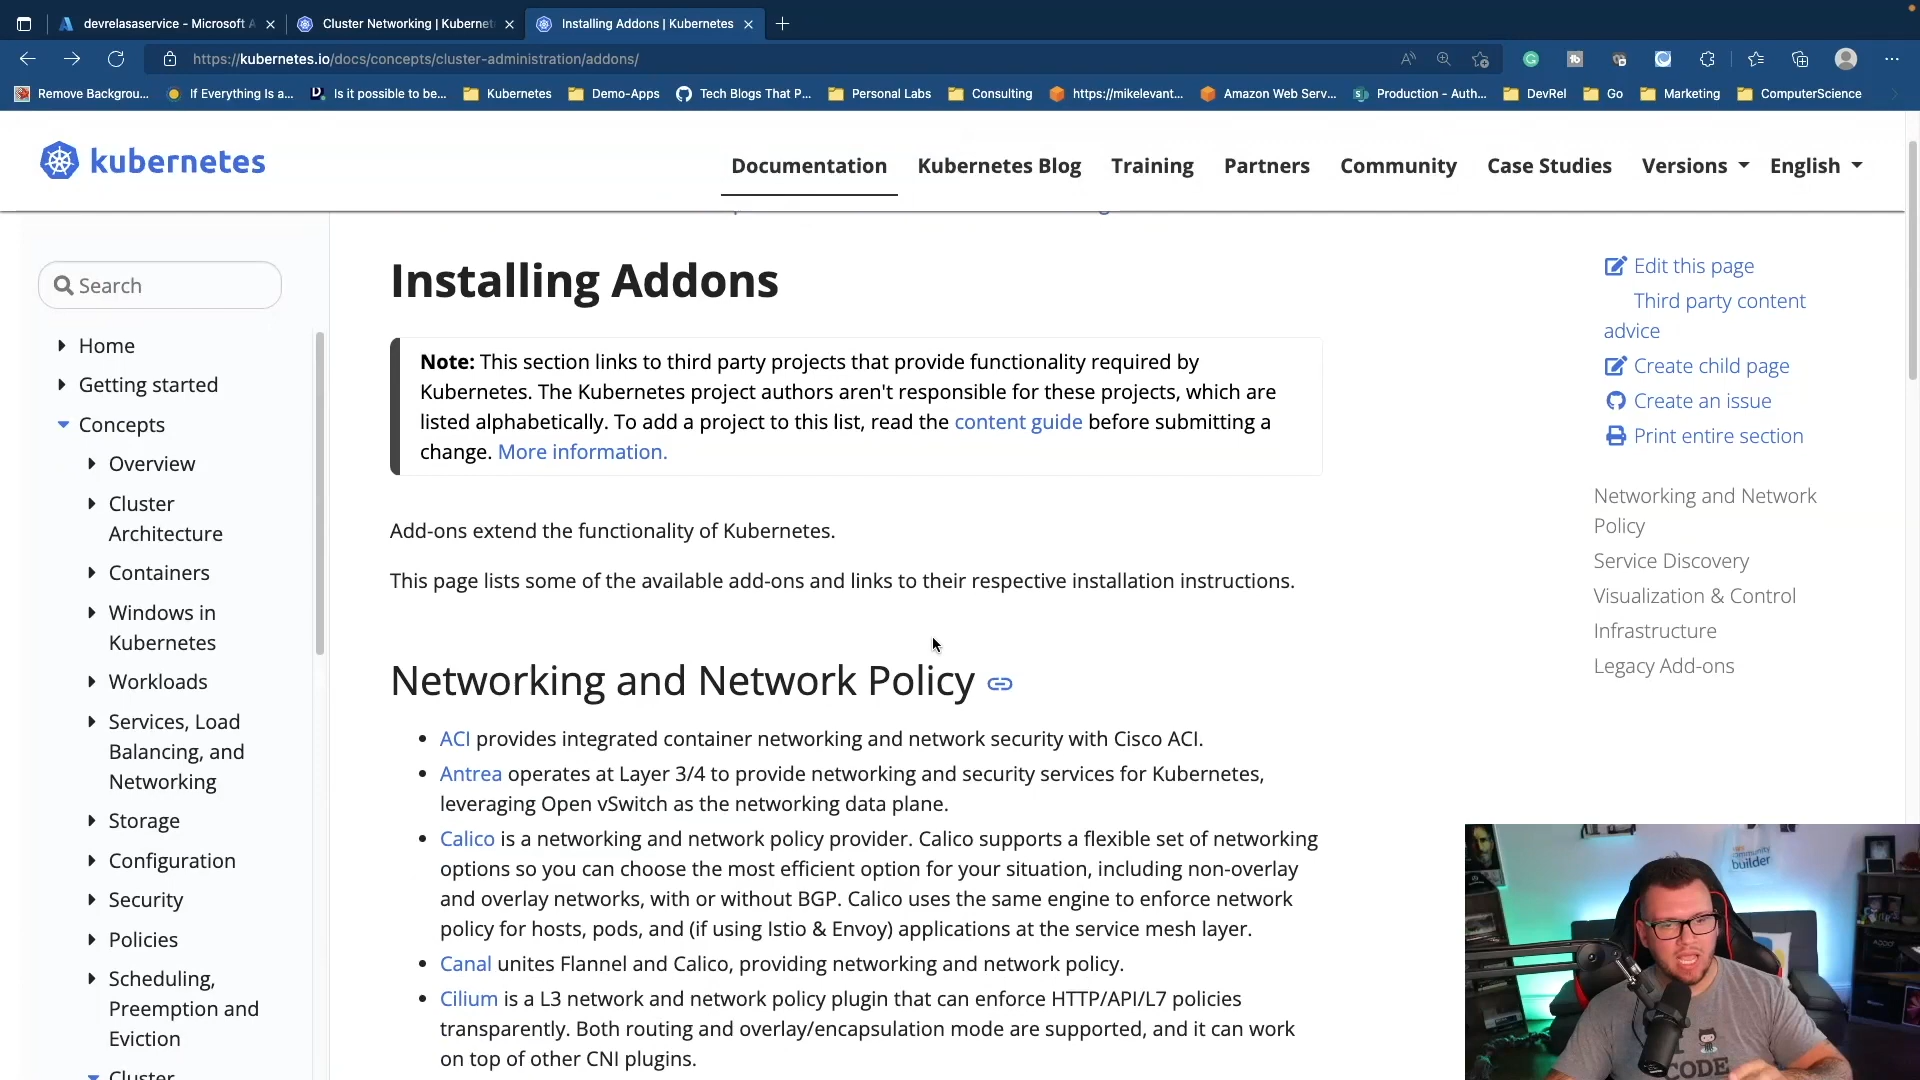 devrelasaservice - Microsoft A
Cluster Networking | Kubernet
Installing Addons | Kubernetes
https://kubernetes.io/docs/concepts/cluster-administration/addons/
Remove Backgrou...
If Everything Is a...
Is it possible to be...
Kubernetes
Demo-Apps
Tech Blogs That P...
Personal Labs
Consulting
https://mikelevant...
Amazon Web Serv...
Production - Auth...
DevRel
Go
Marketing
ComputerScience
kubernetes
Documentation
Kubernetes Blog
Training
Partners
Community
Case Studies
Versions
English
Search
Home
Getting started
Concepts
Overview
Cluster
Architecture
Containers
Windows in
Kubernetes
Workloads
Services, Load
Balancing, and
Networking
Storage
Configuration
Security
Policies
Scheduling,
Preemption and
Eviction
Cluster
Installing Addons
Note: This section links to third party projects that provide functionality required by
Kubernetes. The Kubernetes project authors aren't responsible for these projects, which are
listed alphabetically. To add a project to this list, read the content guide before submitting a
change. More information.
Add-ons extend the functionality of Kubernetes.
This page lists some of the available add-ons and links to their respective installation instructions.
Networking and Network Policy
ACI provides integrated container networking and network security with Cisco ACI.
Antrea operates at Layer 3/4 to provide networking and security services for Kubernetes,
leveraging Open vSwitch as the networking data plane.
Calico is a networking and network policy provider. Calico supports a flexible set of networking
options so you can choose the most efficient option for your situation, including non-overlay
and overlay networks, with or without BGP. Calico uses the same engine to enforce network
policy for hosts, pods, and (if using Istio & Envoy) applications at the service mesh layer.
Canal unites Flannel and Calico, providing networking and network policy.
Cilium is a L3 network and network policy plugin that can enforce HTTP/API/L7 policies
transparently. Both routing and overlay/encapsulation mode are supported, and it can work
on top of other CNI plugins.
Edit this page
Third party content
advice
Create child page
Create an issue
Print entire section
Networking and Network
Policy
Service Discovery
Visualization & Control
Infrastructure
Legacy Add-ons
community
builder
CODE